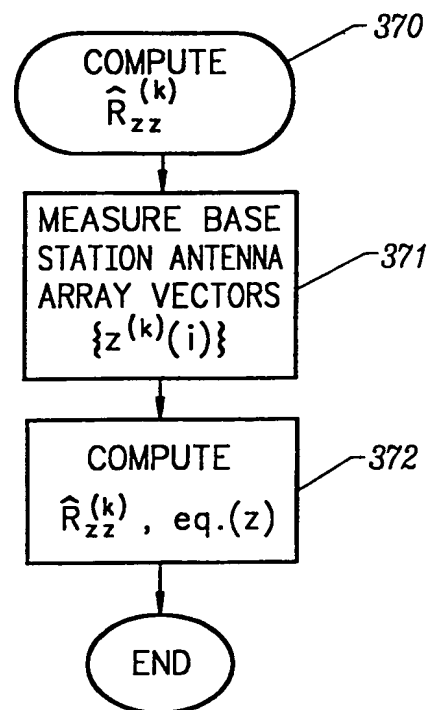 COMPUTE
R̂zz^(k)
370
MEASURE BASE
STATION ANTENNA
ARRAY VECTORS
{z^(k)(i)}
371
COMPUTE
R̂zz^(k), eq.(z)
372
END